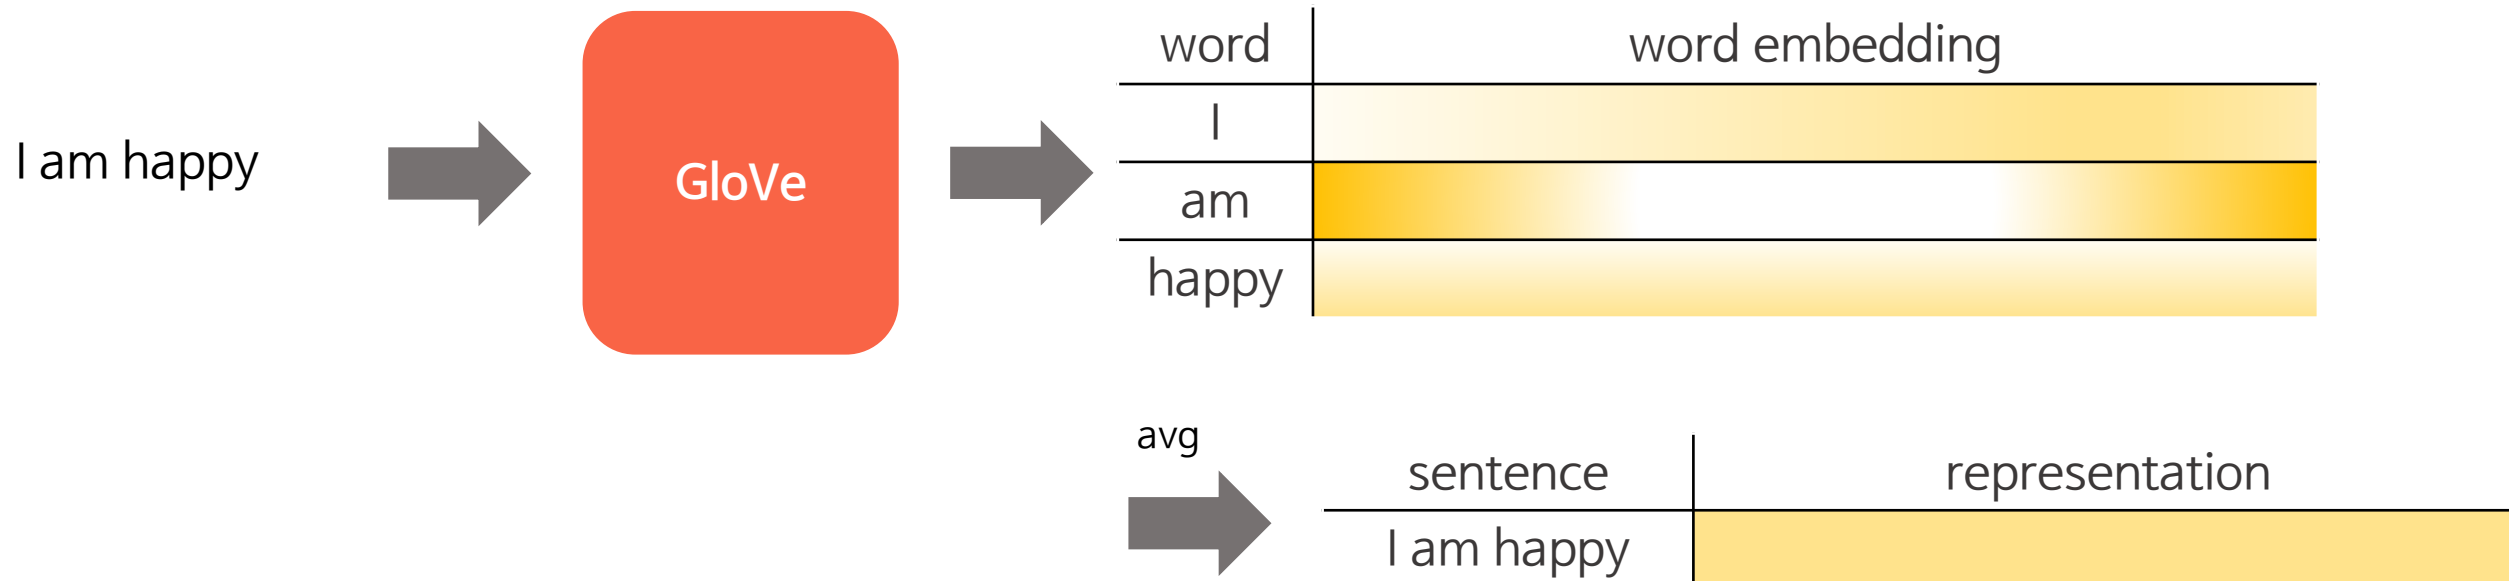 I am happy
GloVe
word word embedding
I
am
happy
avg
sentence representation
I am happy